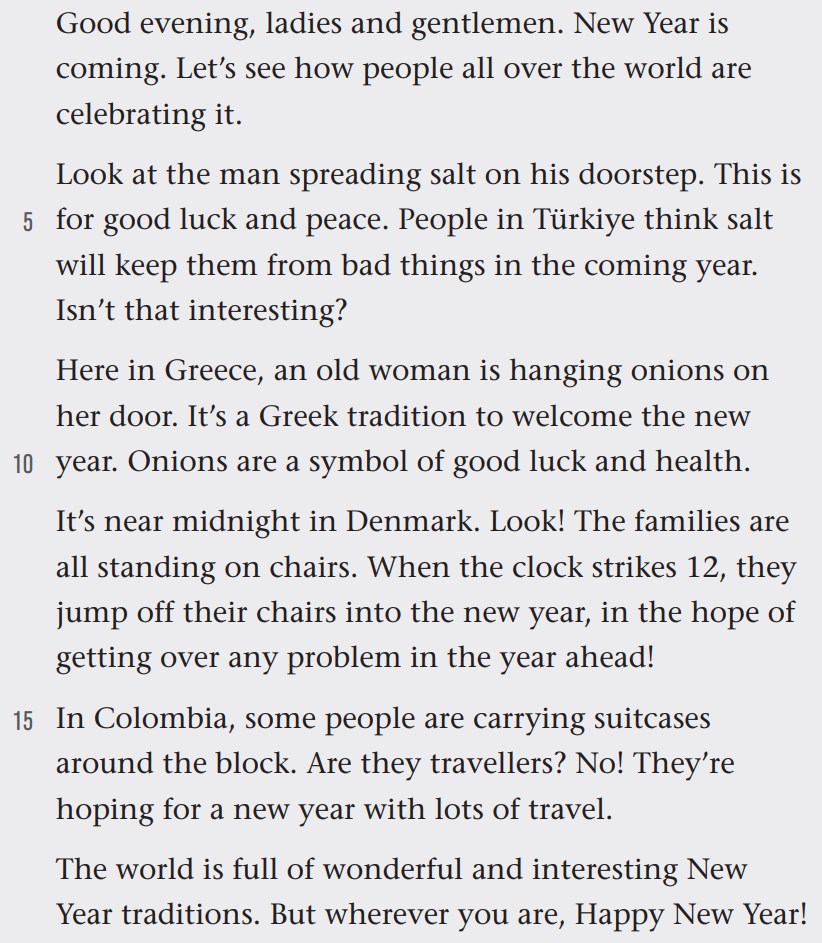 Good evening, ladies and gentlemen. New Year is
coming. Let's see how people all over the world are
celebrating it.
Look at the man spreading salt on his doorstep. This is
5 for good luck and peace. People in Türkiye think salt
will keep them from bad things in the coming year.
Isn't that interesting?
Here in Greece, an old woman is hanging onions on
her door. It's a Greek tradition to welcome the new
10 year. Onions are a symbol of good luck and health.
It's near midnight in Denmark. Look! The families are
all standing on chairs. When the clock strikes 12, they
jump off their chairs into the new year, in the hope of
getting over any problem in the year ahead!
15 In Colombia, some people are carrying suitcases
around the block. Are they travellers? No! They're
hoping for a new year with lots of travel.
The world is full of wonderful and interesting New
Year traditions. But wherever you are, Happy New Year!